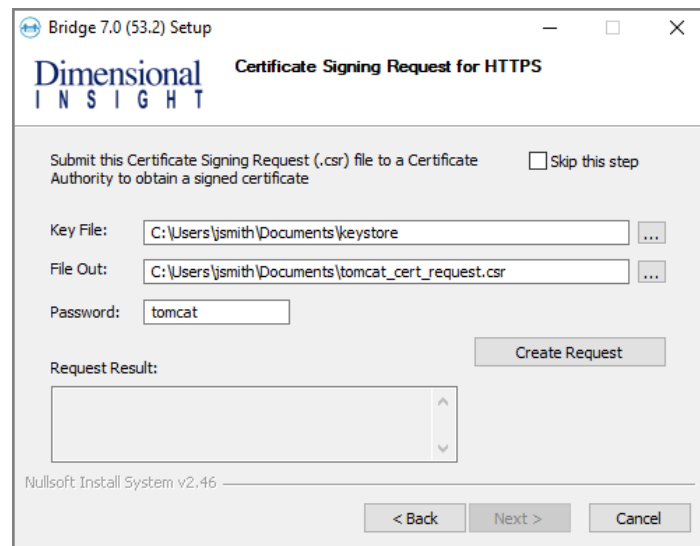 Bridge 7.0 (53.2) Setup
Dimensional
INSIGHT
Certificate Signing Request for HTTPS
Submit this Certificate Signing Request (.csr) file to a Certificate
Authority to obtain a signed certificate
Skip this step
Key File:
C:\Users\jsmith\Documents\keystore
...
File Out:
C:\Users\jsmith\Documents\tomcat_cert_request.csr
...
Password:
tomcat
Create Request
Request Result:
Nullsoft Install System v2.46
< Back
Next >
Cancel